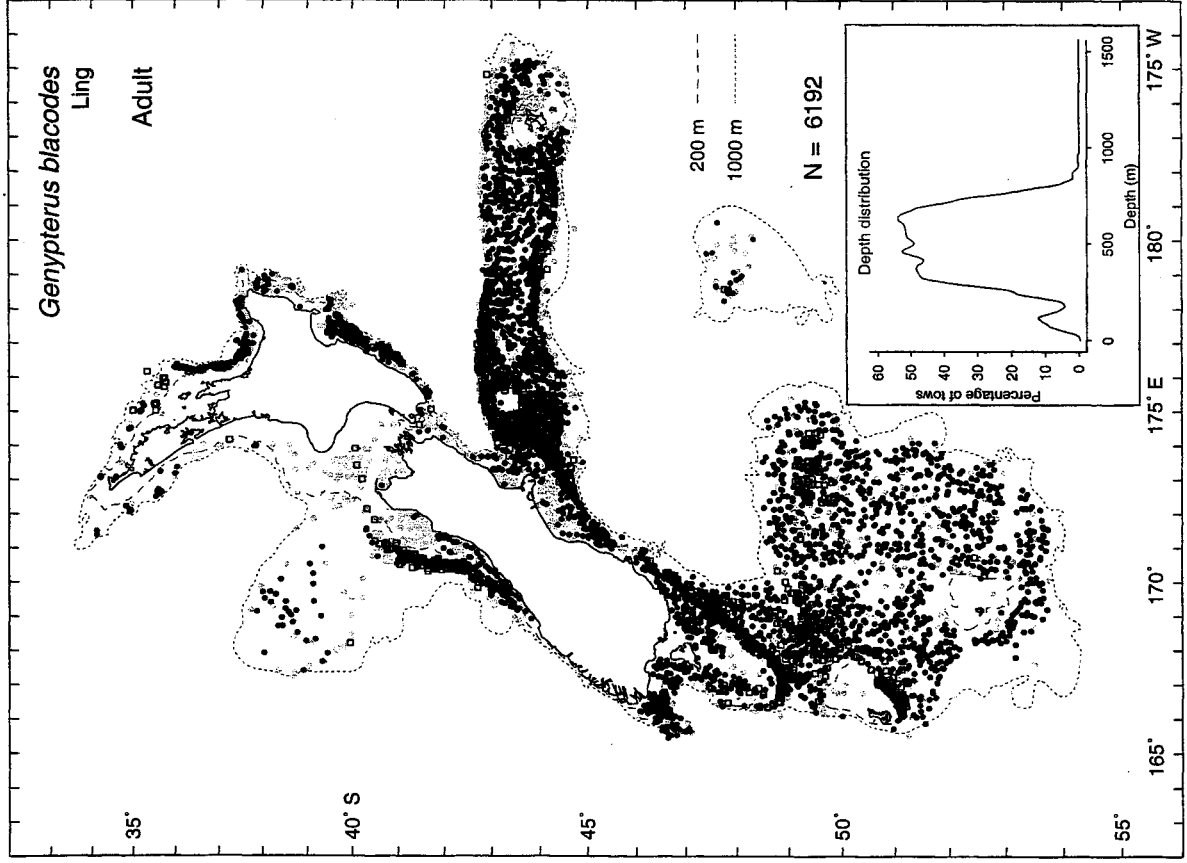 Genypterus blacodes
Ling
Adult
35°
40° S
45°
50°
55°
165°
170°
175° E
180°
175° W
200 m
1000 m
N = 6192
Depth distribution
Percentage of tows
60
50
40
30
20
10
0
0
500
1000
1500
Depth (m)